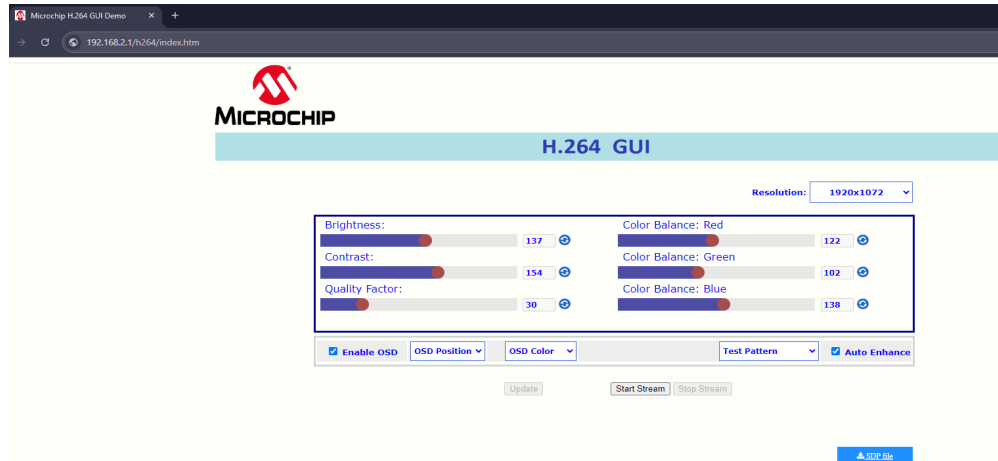 Microchip H.264 GUI Demo
192.168.2.1/h264/index.htm
MICROCHIP
H.264 GUI
Resolution: 1920x1072
Brightness: Color Balance: Red
137 122
Contrast: Color Balance: Green
154 102
Quality Factor: Color Balance: Blue
30 138
Enable OSD OSD Position OSD Color Test Pattern Auto Enhance
Update Start Stream Stop Stream
SDP file